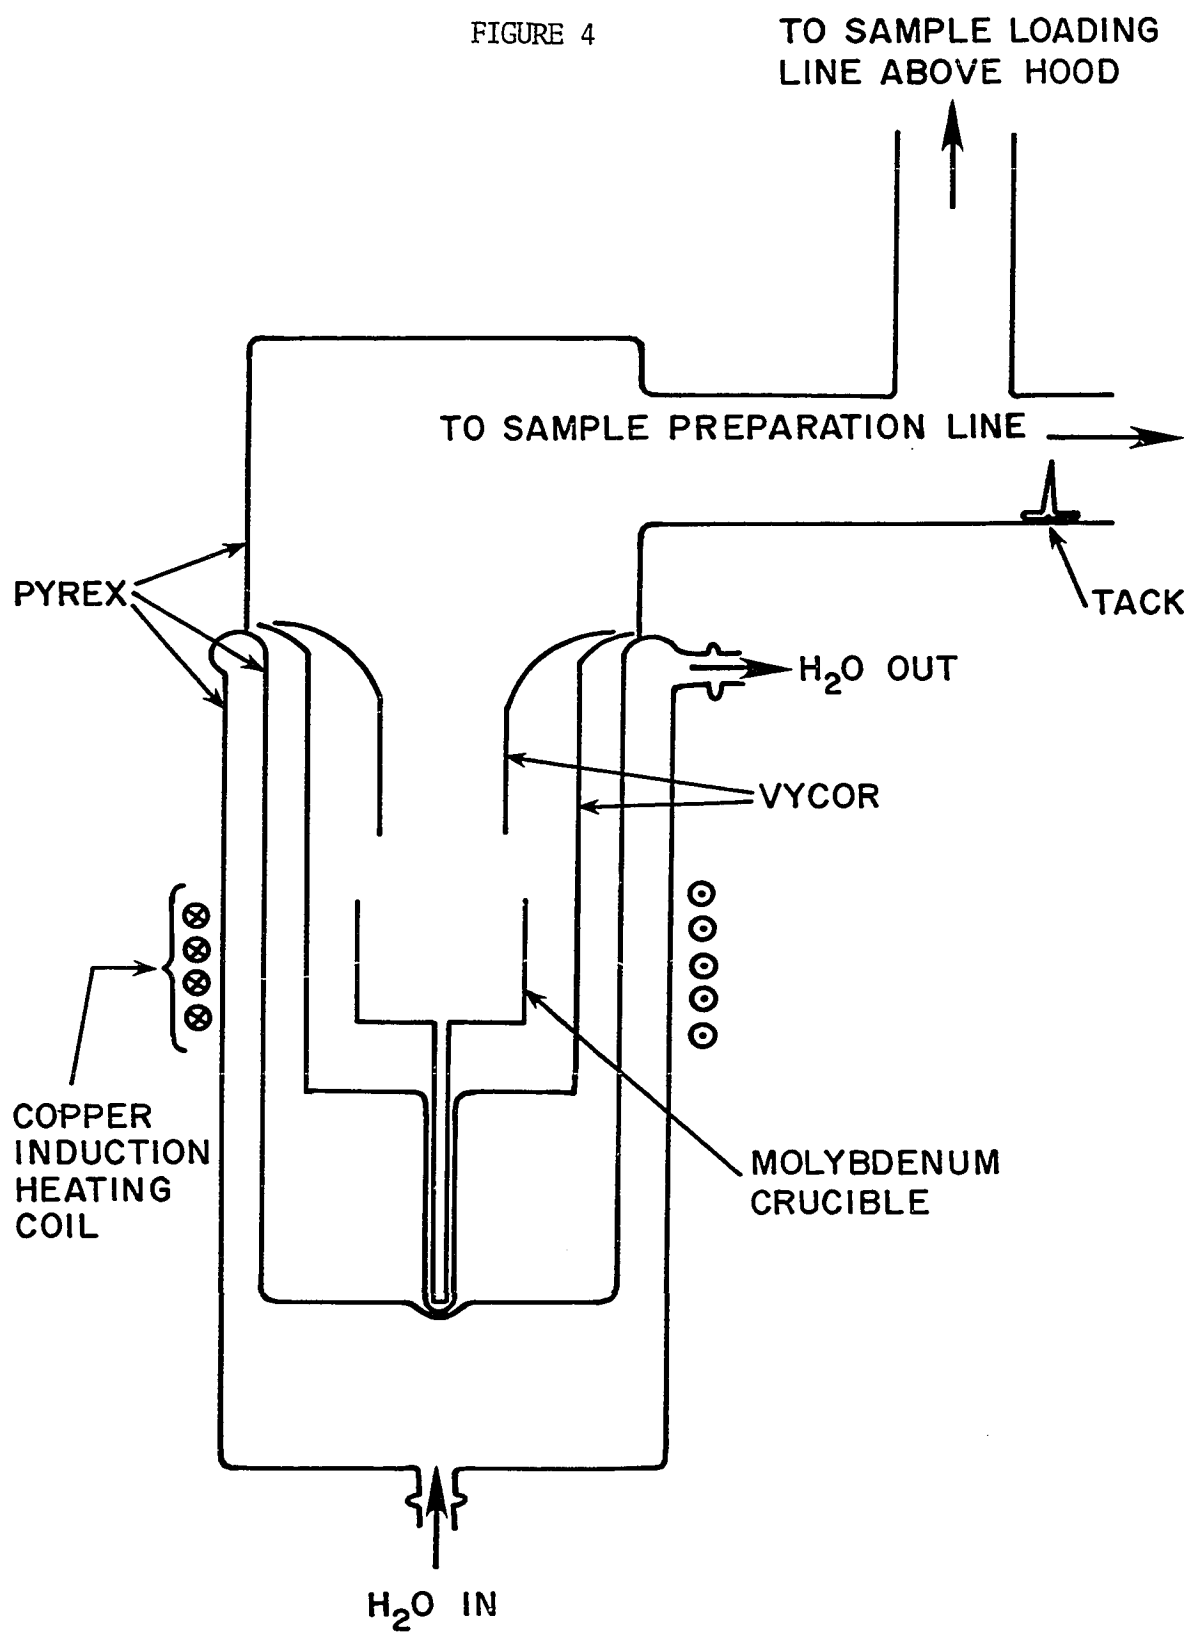 FIGURE 4
TO SAMPLE LOADING
LINE ABOVE HOOD
TO SAMPLE PREPARATION LINE
TACK
PYREX
H₂O OUT
VYCOR
COPPER
INDUCTION
HEATING
COIL
MOLYBDENUM
CRUCIBLE
H₂O IN